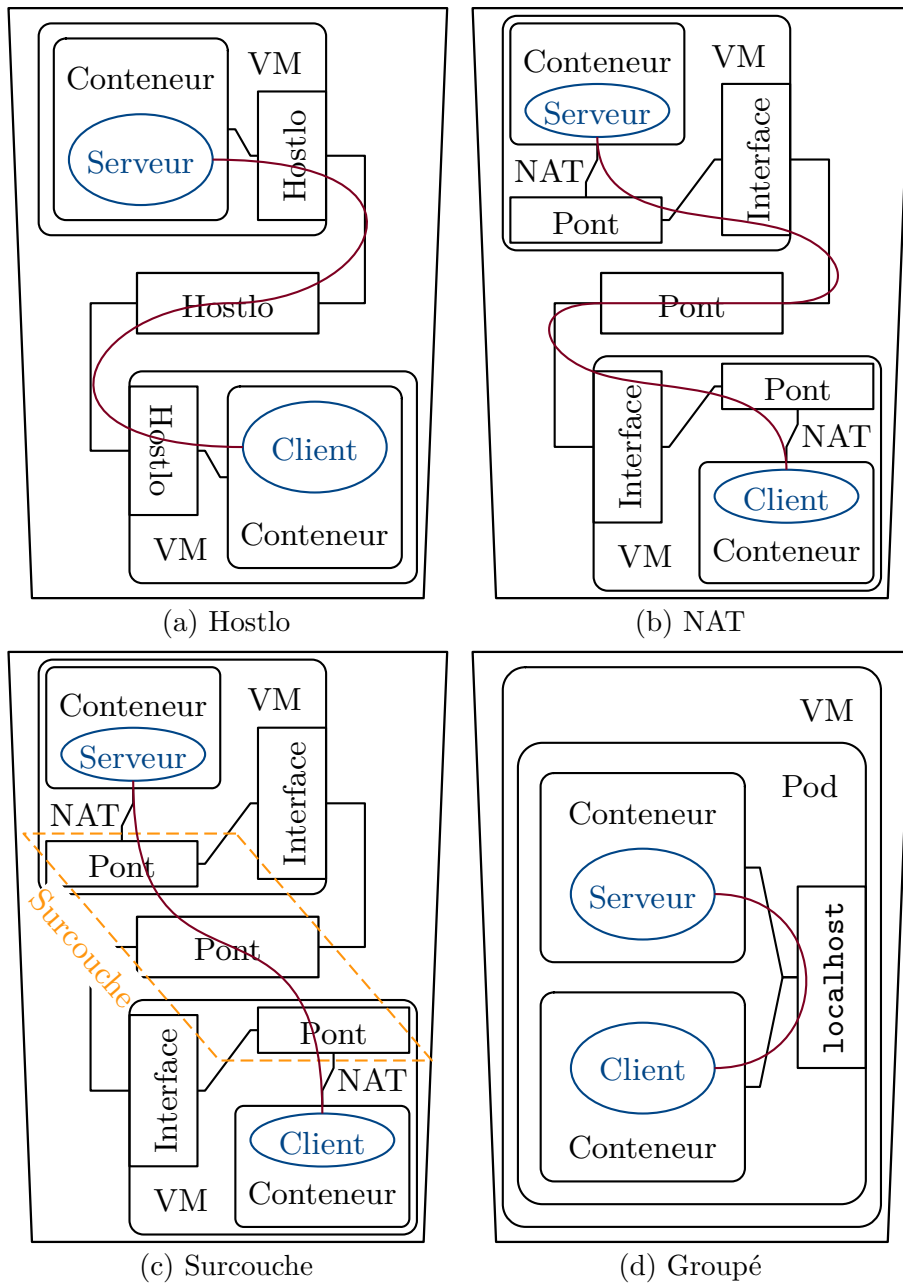 VM
Conteneur
Serveur
Hostlo
Hostlo
Hostlo
Client
VM
Conteneur
(a) Hostlo
Conteneur
VM
Serveur
Interface
NAT
Pont
Pont
Pont
Interface
NAT
Client
VM
Conteneur
(b) NAT
Conteneur
VM
Serveur
Interface
NAT
Pont
Surcouche
Pont
Pont
Interface
NAT
Client
VM
Conteneur
(c) Surcouche
VM
Pod
Conteneur
Serveur
localhost
Client
Conteneur
(d) Groupé